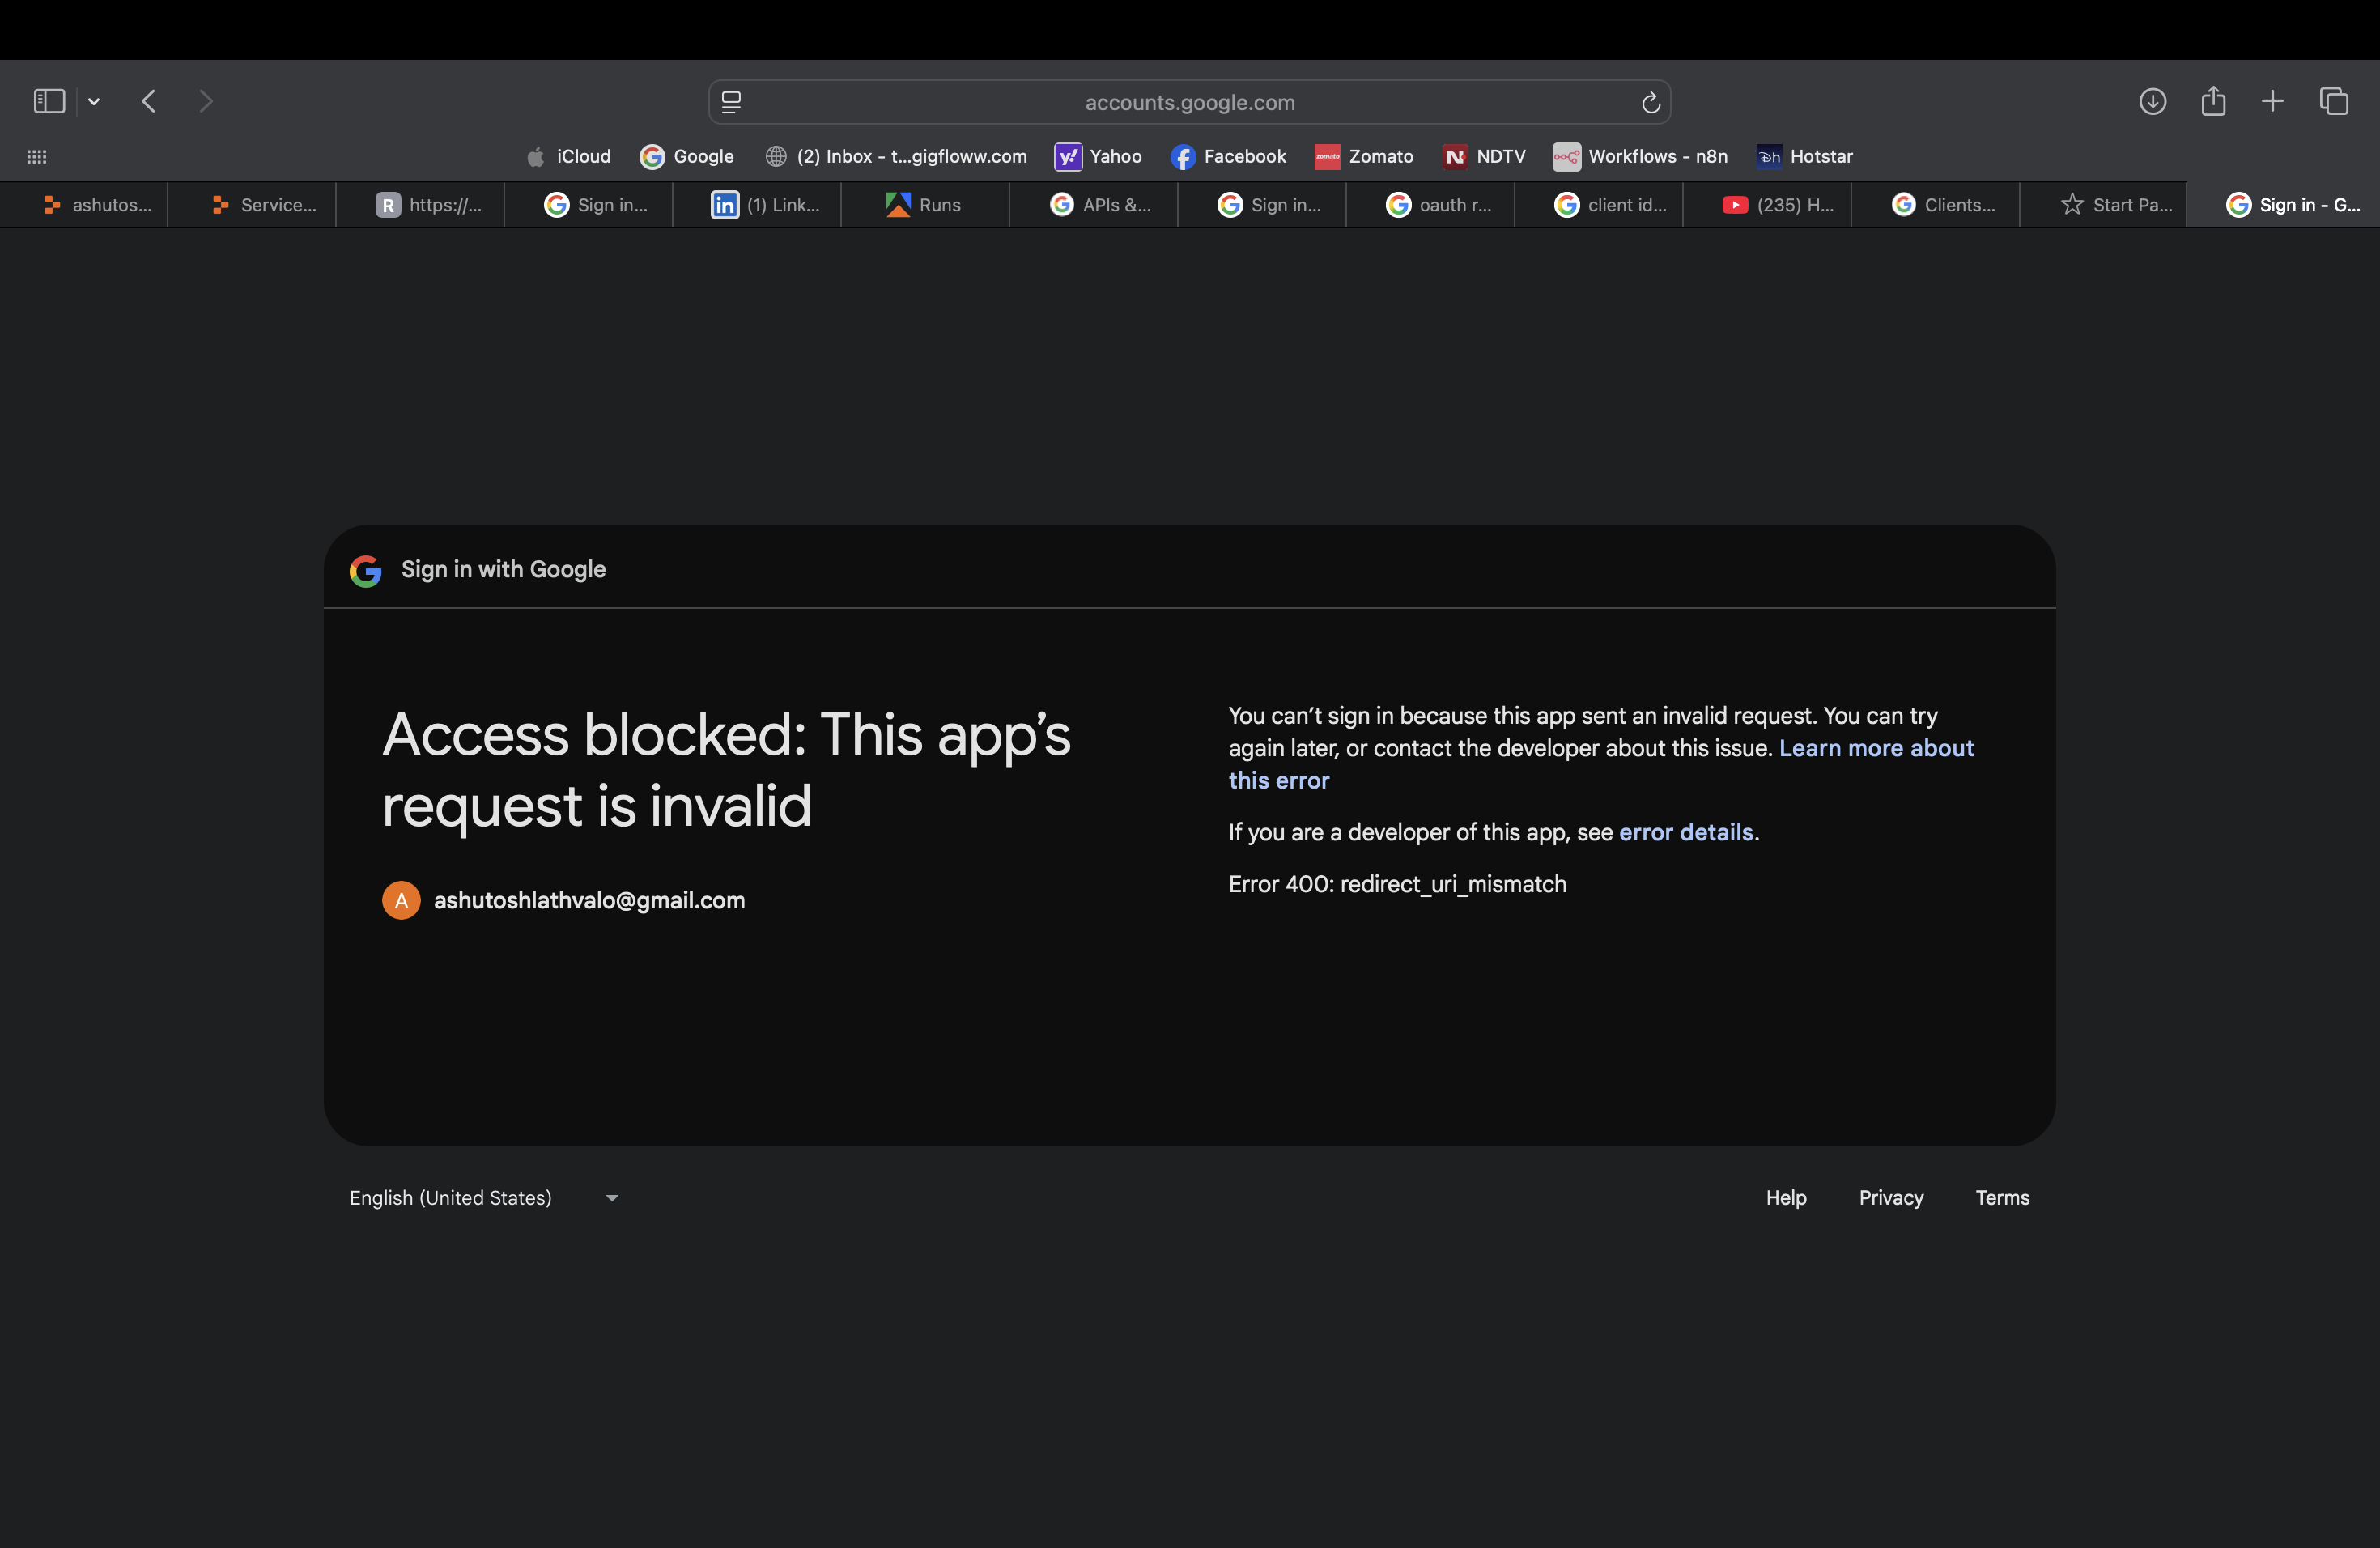 accounts.google.com
iCloud
Google
(2) Inbox - t...gigfloww.com
Yahoo
Facebook
zomato
Zomato
NDTV
Workflows - n8n
Hotstar
ashutos...
Service...
R
https://...
Sign in...
in
(1) Link...
Runs
APIs &...
Sign in...
oauth r...
client id...
(235) H...
Clients...
Start Pa...
Sign in - G...
Sign in with Google
Access blocked: This app’s
request is invalid
A
ashutoshlathvalo@gmail.com
You can’t sign in because this app sent an invalid request. You can try
again later, or contact the developer about this issue. Learn more about
this error
If you are a developer of this app, see error details.
Error 400: redirect_uri_mismatch
English (United States)
Help
Privacy
Terms